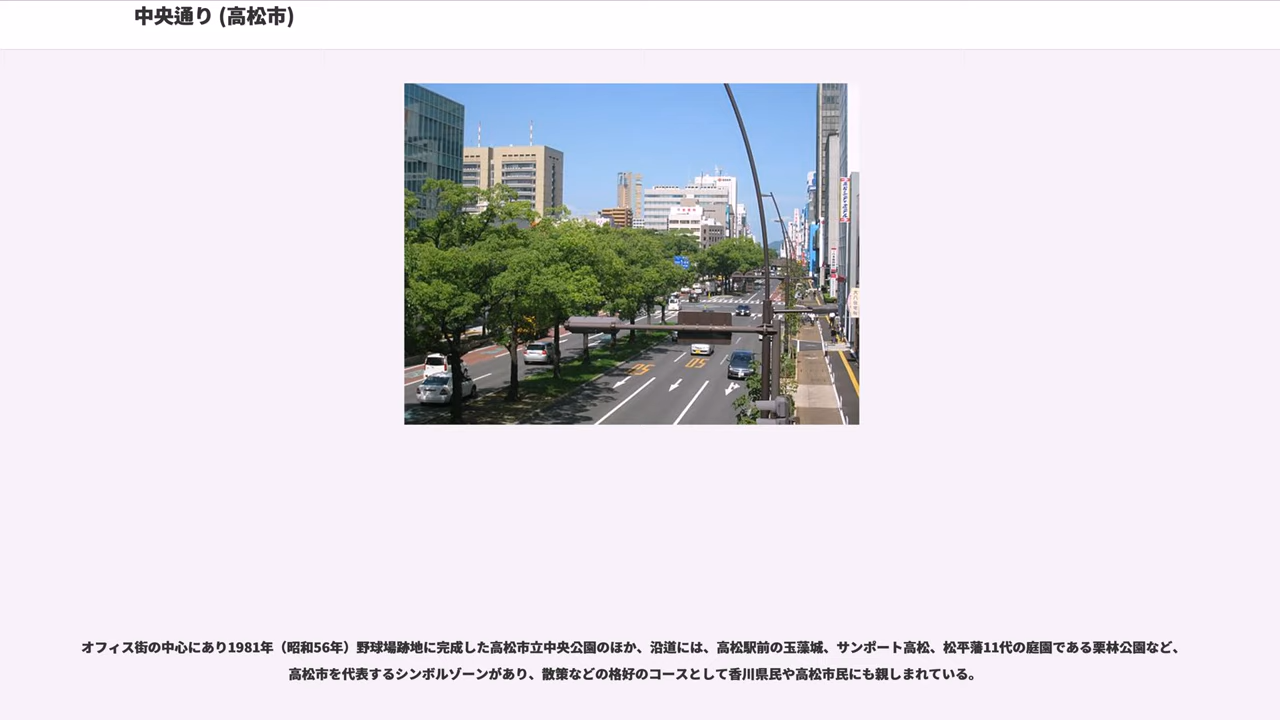 中央通り (高松市)
オフィス街の中心にあり1981年（昭和56年）野球場跡地に完成した高松市立中央公園のほか、沿道には、高松駅前の玉藻城、サンポート高松、松平藩11代の庭園である栗林公園など、
高松市を代表するシンボルゾーンがあり、散策などの格好のコースとして香川県民や高松市民にも親しまれている。